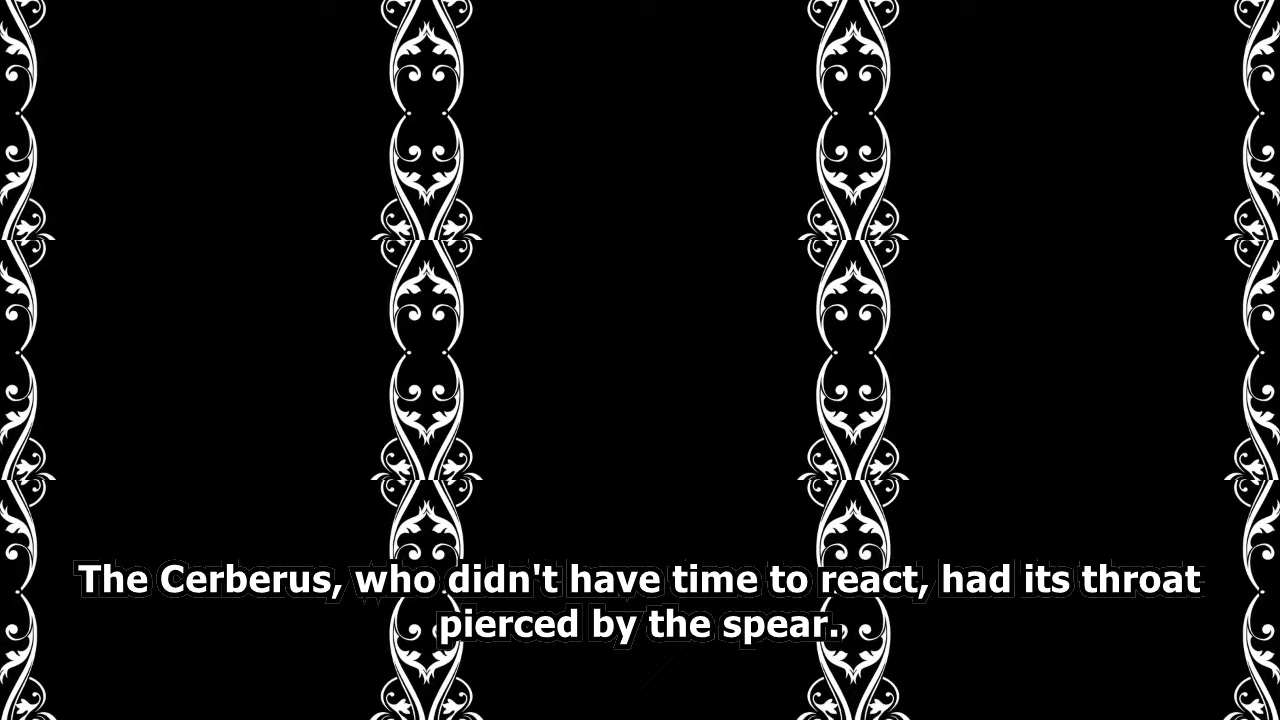 The Cerberus, who didn't have time to react, had its throat
pierced by the spear.